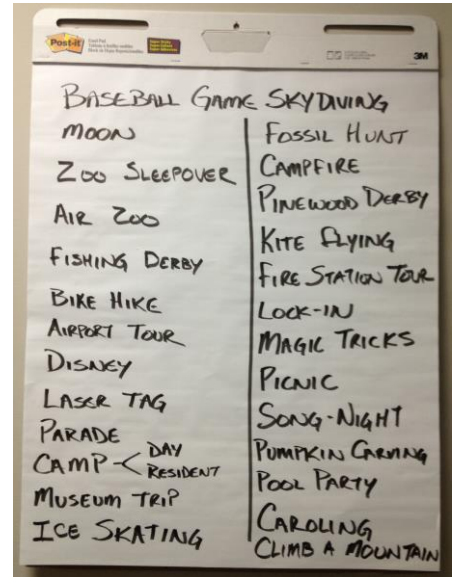 Post-it
3M
BASEBALL GAME
MOON
ZOO SLEEPOVER
AIR ZOO
FISHING DERBY
BIKE HIKE
AIRPORT TOUR
DISNEY
LASER TAG
PARADE
CAMP < DAY
RESIDENT
MUSEUM TRIP
ICE SKATING
SKYDIVING
FOSSIL HUNT
CAMPFIRE
PINEWOOD DERBY
KITE FLYING
FIRE STATION TOUR
LOCK-IN
MAGIC TRICKS
PICNIC
SONG-NIGHT
PUMPKIN CARVING
POOL PARTY
CAROLING
CLIMB A MOUNTAIN